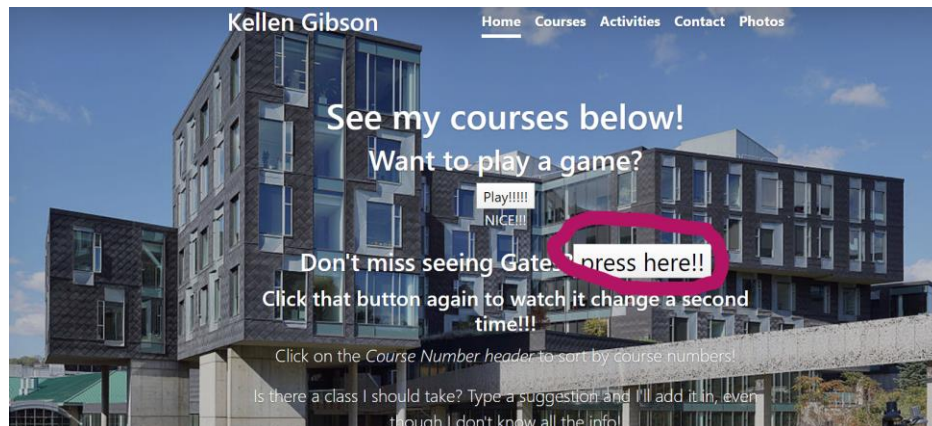 Kellen Gibson Home Courses Activities Contact Photos
See my courses below!
Want to play a game?
Play!!!!!
NICE!!!
Don't miss seeing Gates? press here!!
Click that button again to watch it change a second
time!!!
Click on the Course Number header to sort by course numbers!
Is there a class I should take? Type a suggestion and I'll add it in, even
though I don't know all the info!